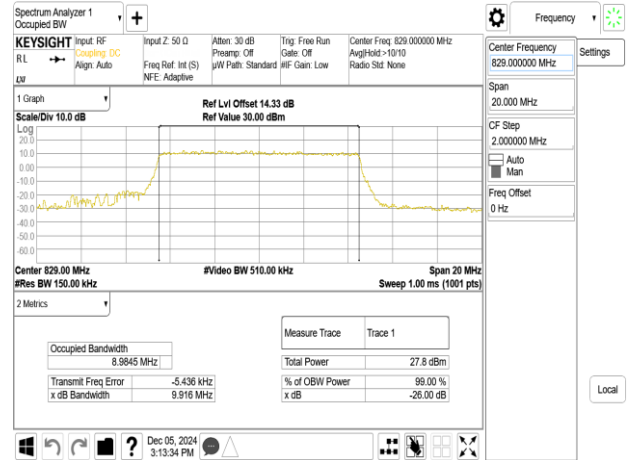 Spectrum Analyzer 1
Occupied BW
Frequency
KEYSIGHT
Input: RF
Coupling: DC
Align: Auto
Input Z: 50 Ω
Freq Ref: Int (S)
NFE: Adaptive
Atten: 30 dB
Preamp: Off
µW Path: Standard
Trig: Free Run
Gate: Off
#IF Gain: Low
Center Freq: 829.000000 MHz
Avg|Hold:>10/10
Radio Std: None
RL
LXI
Center Frequency
829.000000 MHz
Settings
Span
20.000 MHz
CF Step
2.000000 MHz
Auto
Man
Freq Offset
0 Hz
Local
1 Graph
Scale/Div 10.0 dB
Ref Lvl Offset 14.33 dB
Ref Value 30.00 dBm
Log
20.0
10.0
0.00
-10.0
-20.0
-30.0
-40.0
-50.0
-60.0
Center 829.00 MHz
#Video BW 510.00 kHz
Span 20 MHz
#Res BW 150.00 kHz
Sweep 1.00 ms (1001 pts)
2 Metrics
Measure Trace
Trace 1
Occupied Bandwidth
8.9845 MHz
Total Power
27.8 dBm
Transmit Freq Error
-5.436 kHz
% of OBW Power
99.00 %
x dB Bandwidth
9.916 MHz
x dB
-26.00 dB
?
Dec 05, 2024
3:13:34 PM